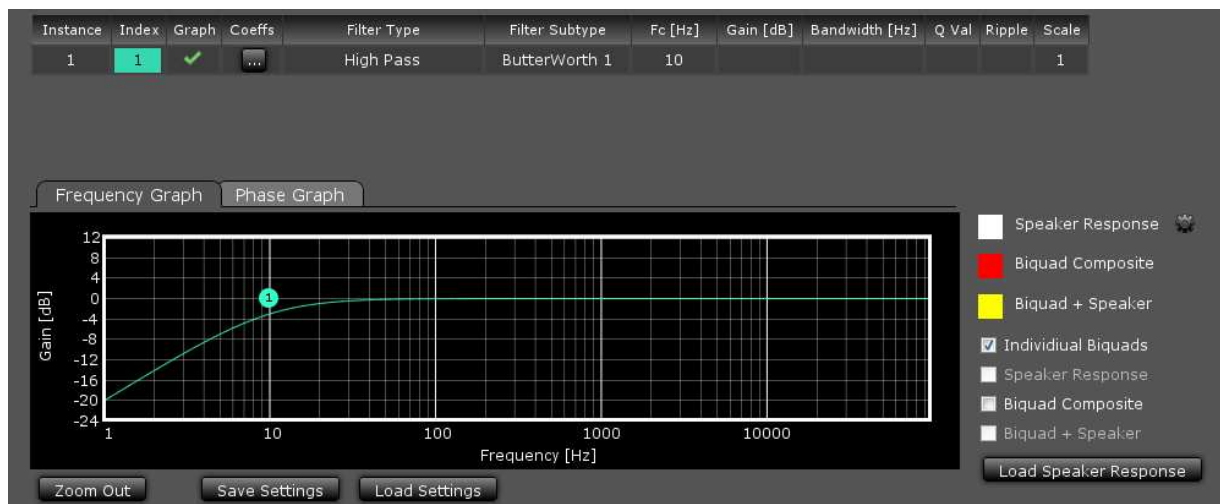 Instance Index Graph Coeffs Filter Type Filter Subtype Fc [Hz] Gain [dB] Bandwidth [Hz] Q Val Ripple Scale
1 1 ... High Pass ButterWorth 1 10 1
Frequency Graph Phase Graph
Gain [dB]
12
8
4
0
-4
-8
-12
-16
-20
-24
1
1 10 100 1000 10000
Frequency [Hz]
Speaker Response
Biquad Composite
Biquad + Speaker
Individiual Biquads
Speaker Response
Biquad Composite
Biquad + Speaker
Load Speaker Response
Zoom Out Save Settings Load Settings